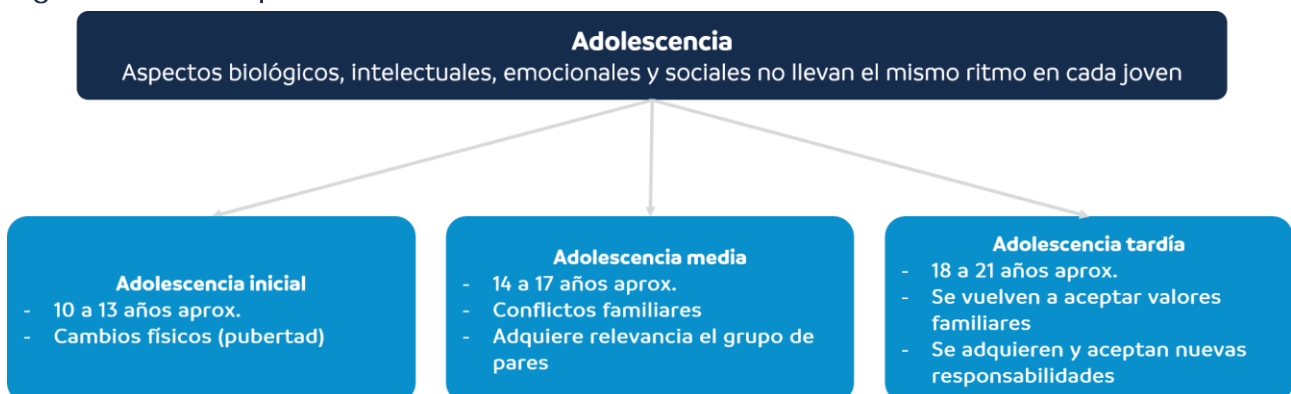 Adolescencia
Aspectos biológicos, intelectuales, emocionales y sociales no llevan el mismo ritmo en cada joven
Adolescencia inicial
- 10 a 13 años aprox.
- Cambios físicos (pubertad)
Adolescencia media
- 14 a 17 años aprox.
- Conflictos familiares
- Adquiere relevancia el grupo de
pares
Adolescencia tardía
- 18 a 21 años aprox.
- Se vuelven a aceptar valores
familiares
- Se adquieren y aceptan nuevas
responsabilidades